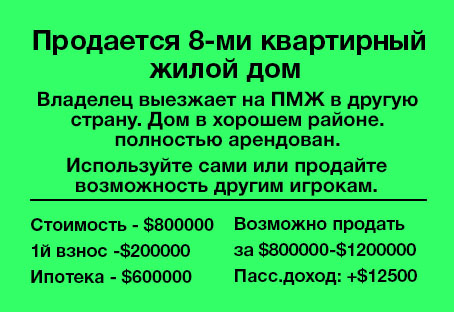 Продается 8-ми квартирный
жилой дом
Владелец выезжает на ПМЖ в другую
страну. Дом в хорошем районе.
полностью арендован.
Используйте сами или продайте
возможность другим игрокам.
Стоимость - $800000
1й взнос -$200000
Ипотека - $600000
Возможно продать
за $800000-$1200000
Пасс.доход: +$12500